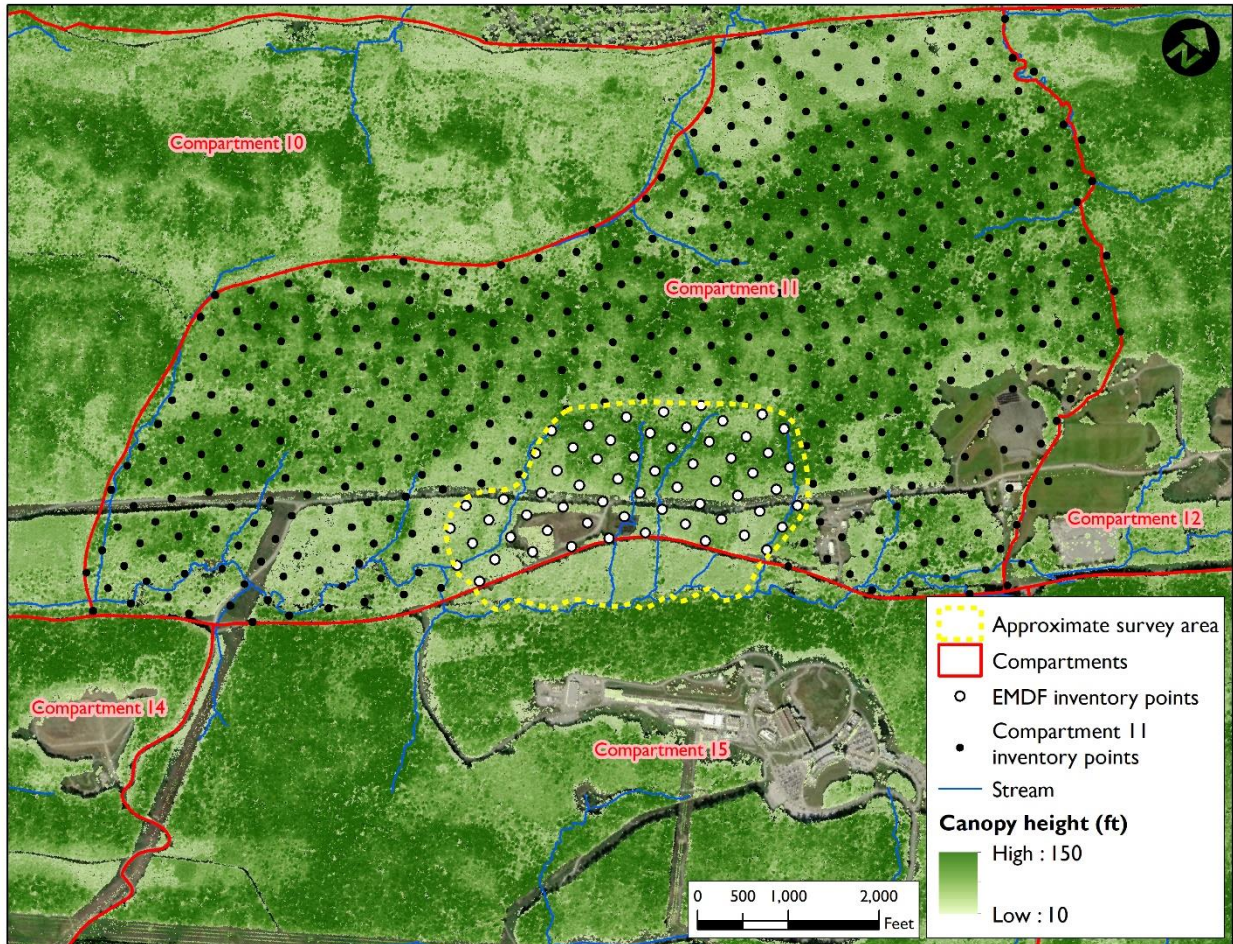 N
Compartment 10
Compartment 11
Compartment 12
Compartment 14
Compartment 15
Approximate survey area
Compartments
EMDF inventory points
Compartment 11
inventory points
Stream
Canopy height (ft)
High : 150
Low : 10
0 500 1,000 2,000
Feet